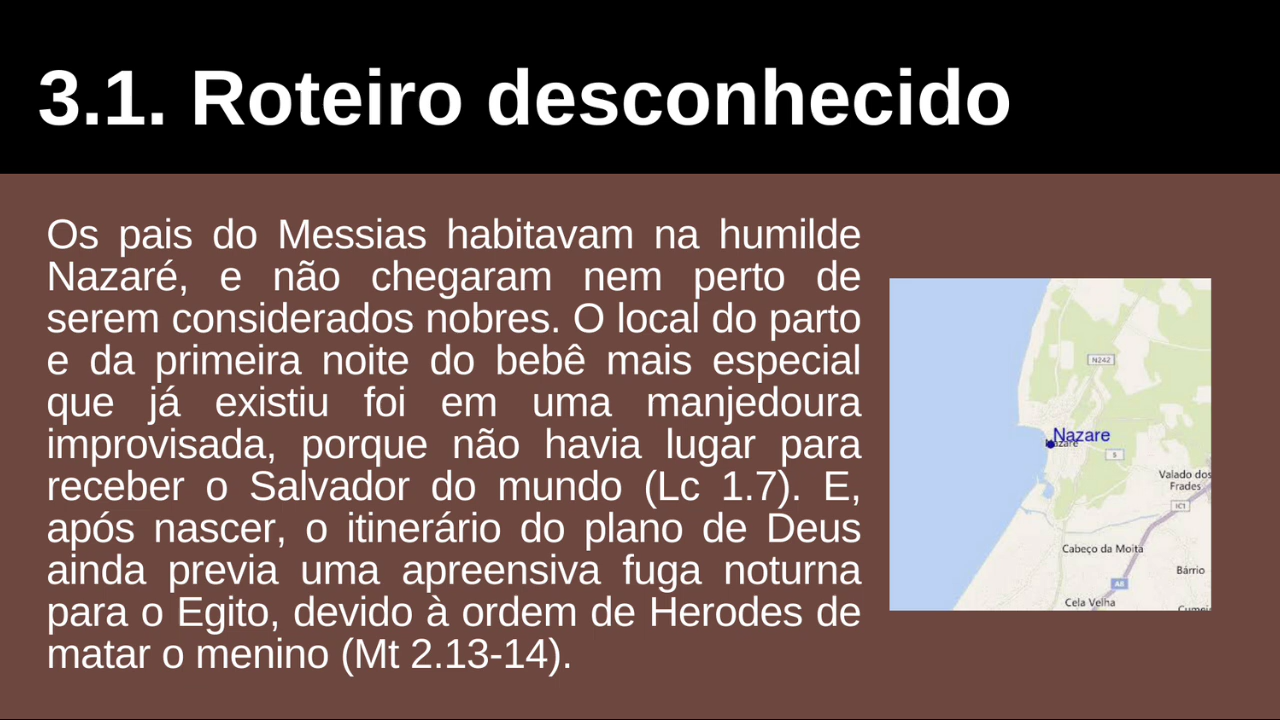 3.1. Roteiro desconhecido
Os pais do Messias habitavam na humilde
Nazaré, e não chegaram nem perto de
serem considerados nobres. O local do parto
e da primeira noite do bebê mais especial
que já existiu foi em uma manjedoura
improvisada, porque não havia lugar para
receber o Salvador do mundo (Lc 1.7). E,
após nascer, o itinerário do plano de Deus
ainda previa uma apreensiva fuga noturna
para o Egito, devido à ordem de Herodes de
matar o menino (Mt 2.13-14).
N242
Nazare
Nazaré
Valado dos
Frades
IC1
Cabeço da Moita
Bárrio
A8
Cela Velha